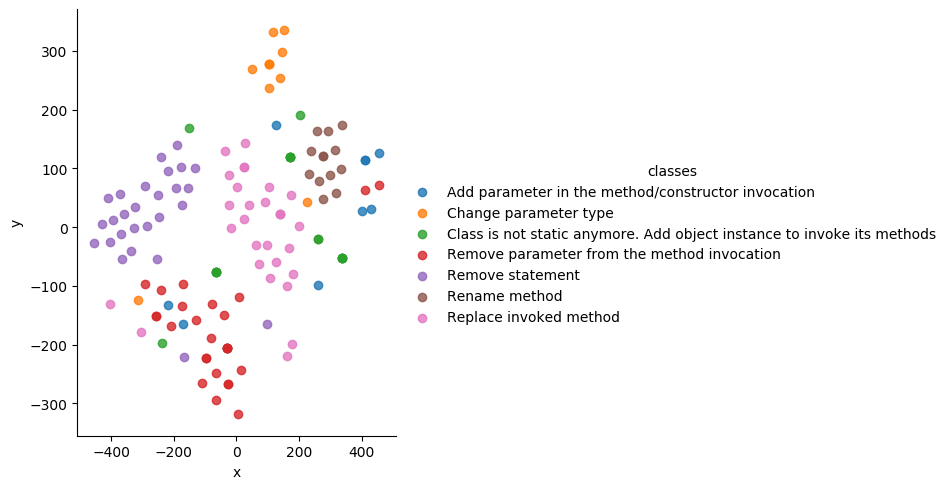 300
200
100
0
−100
−200
−300
y
−400
−200
0
200
400
x
classes
Add parameter in the method/constructor invocation
Change parameter type
Class is not static anymore. Add object instance to invoke its methods
Remove parameter from the method invocation
Remove statement
Rename method
Replace invoked method